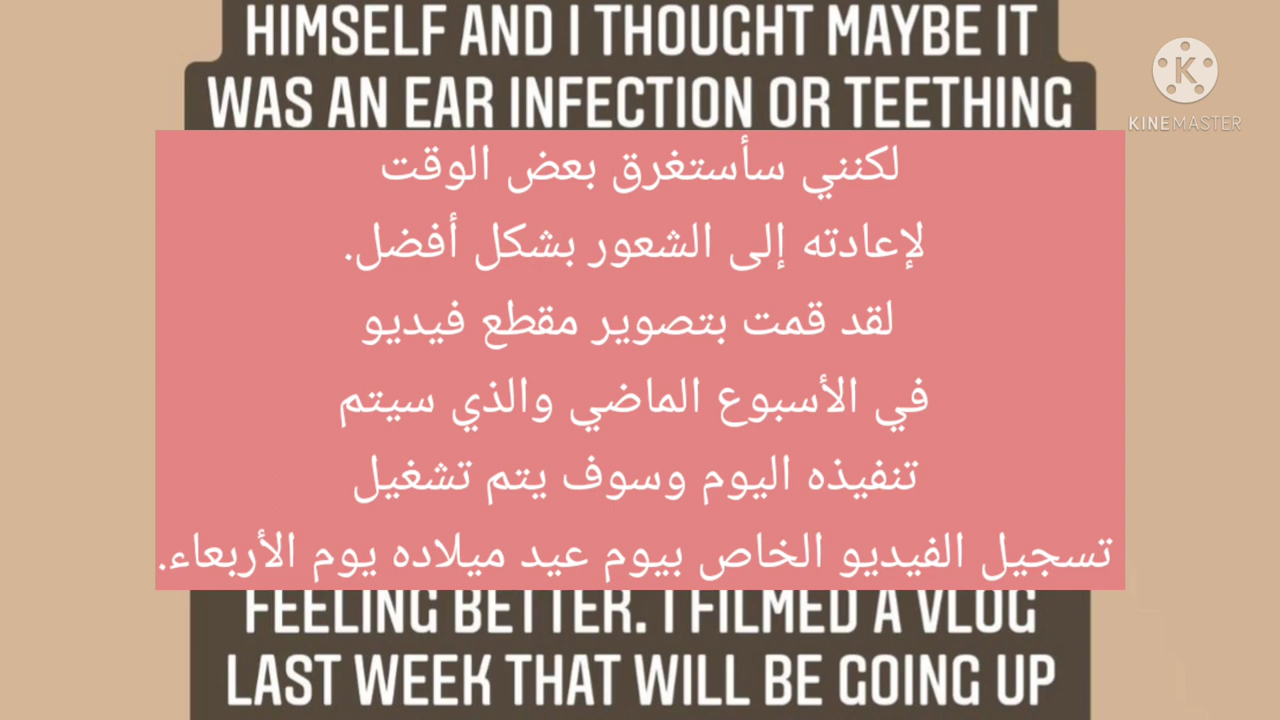 HIMSELF AND I THOUGHT MAYBE IT
WAS AN EAR INFECTION OR TEETHING
KINEMASTER
لكنني سأستغرق بعض الوقت
لإعادته إلى الشعور بشكل أفضل.
لقد قمت بتصوير مقطع فيديو
في الأسبوع الماضي والذي سيتم
تنفيذه اليوم وسوف يتم تشغيل
تسجيل الفيديو الخاص بيوم عيد ميلاده يوم الأربعاء.
FEELING BETTER. I FILMED A VLOG
LAST WEEK THAT WILL BE GOING UP